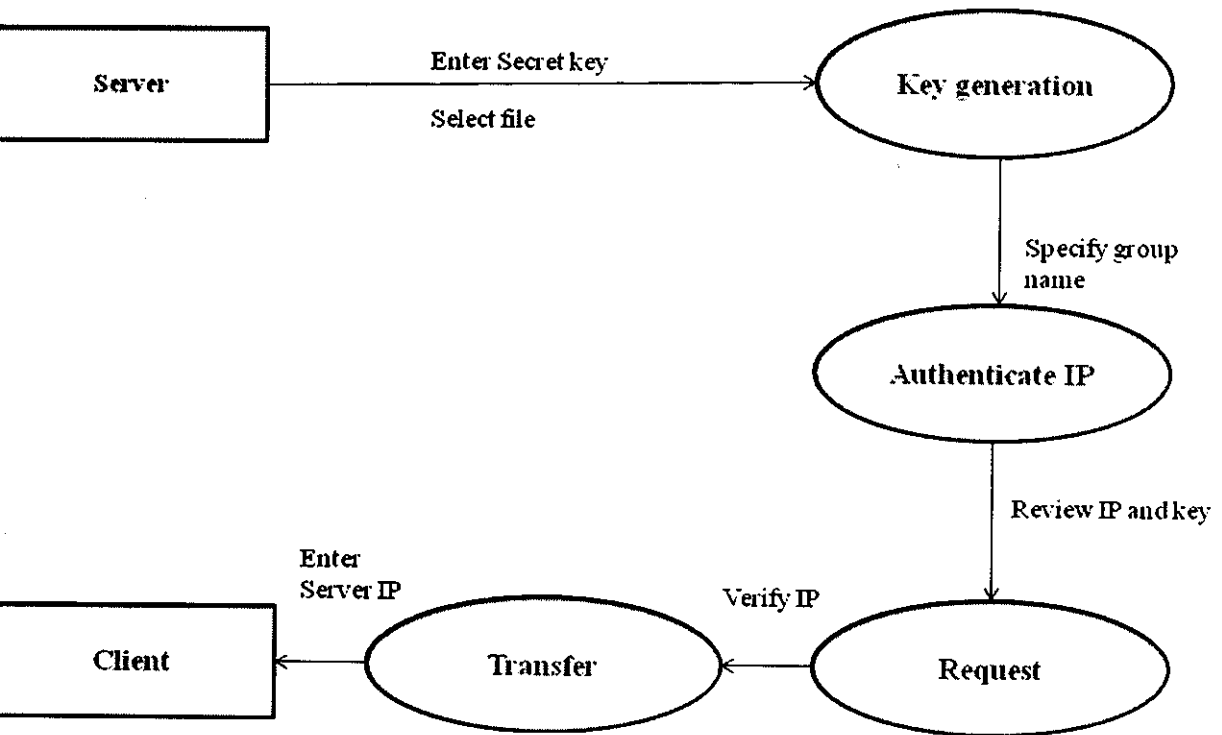 Server
Enter Secret key
Select file
Key generation
Specify group
name
Authenticate IP
Review IP and key
Enter
Server IP
Verify IP
Client
Transfer
Request